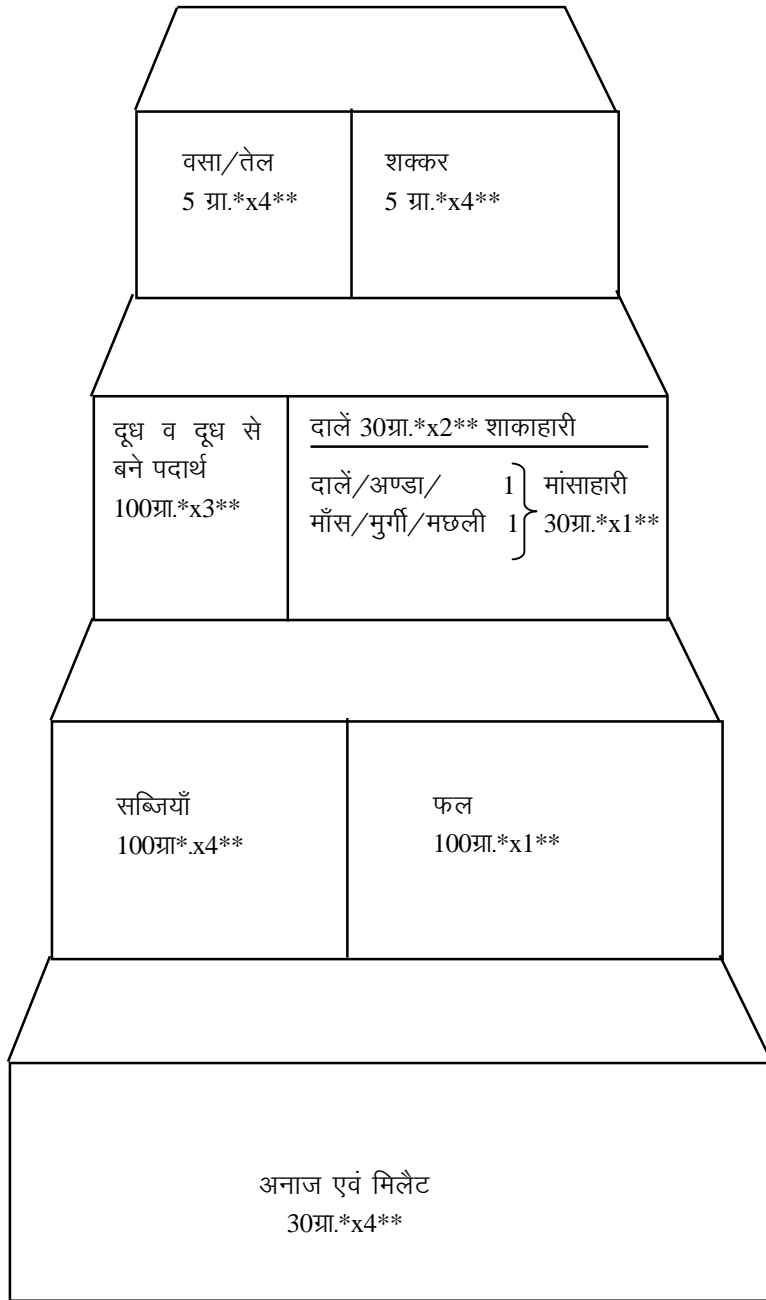 वसा/तेल
5 ग्रा.*x4**
शक्कर
5 ग्रा.*x4**
दूध व दूध से
बने पदार्थ
100ग्रा.*x3**
दालें 30ग्रा.*x2** शाकाहारी
दालें/अण्डा/ 1 } मांसाहारी
माँस/मुर्गी/मछली 1 } 30ग्रा.*x1**
सब्जियाँ
100ग्रा*.x4**
फल
100ग्रा.*x1**
अनाज एवं मिलैट
30ग्रा.*x4**